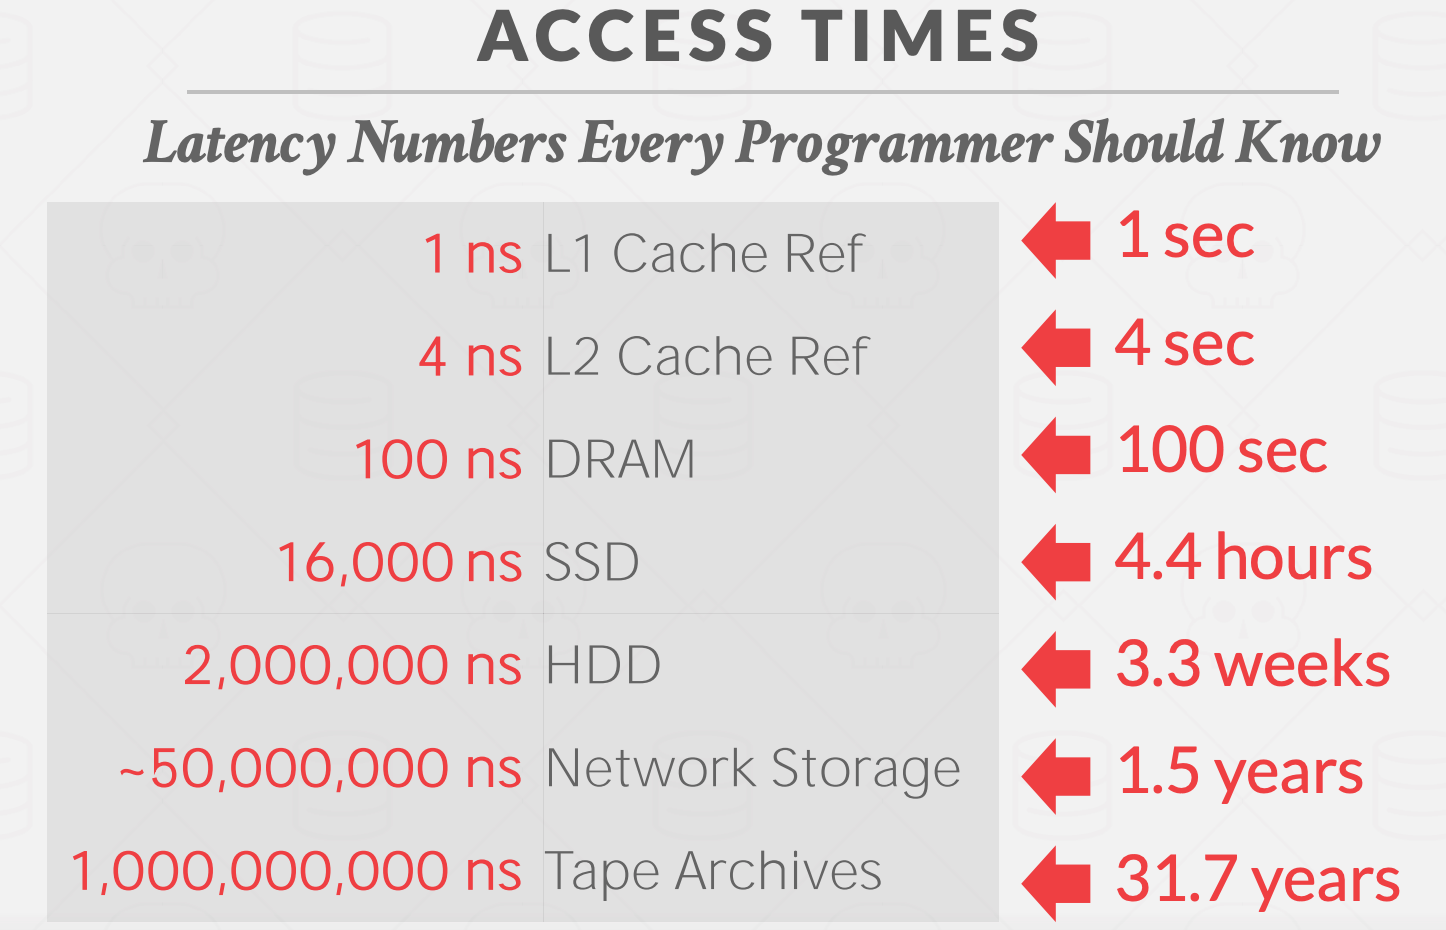 ACCESS TIMES
Latency Numbers Every Programmer Should Know
1 ns L1 Cache Ref 1 sec
4 ns L2 Cache Ref 4 sec
100 ns DRAM 100 sec
16,000 ns SSD 4.4 hours
2,000,000 ns HDD 3.3 weeks
~50,000,000 ns Network Storage 1.5 years
1,000,000,000 ns Tape Archives 31.7 years